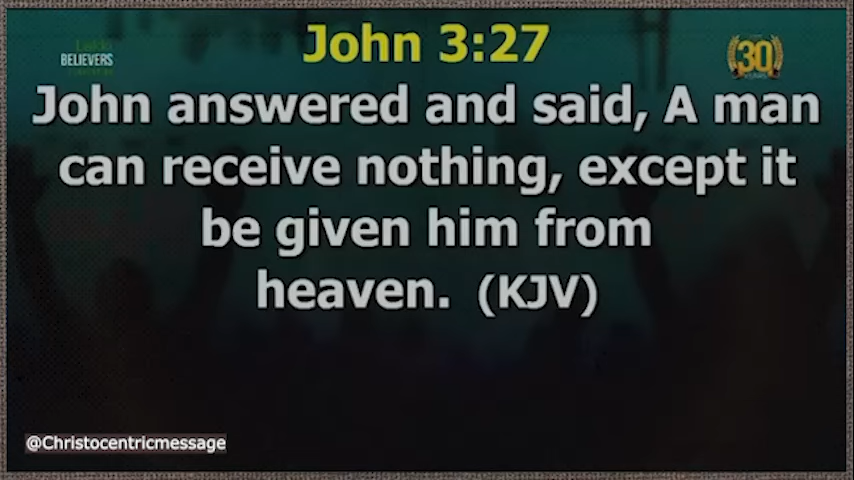 John 3:27
BELIEVERS
30
John answered and said, A man
can receive nothing, except it
be given him from
heaven. (KJV)
@Christocentricmessage